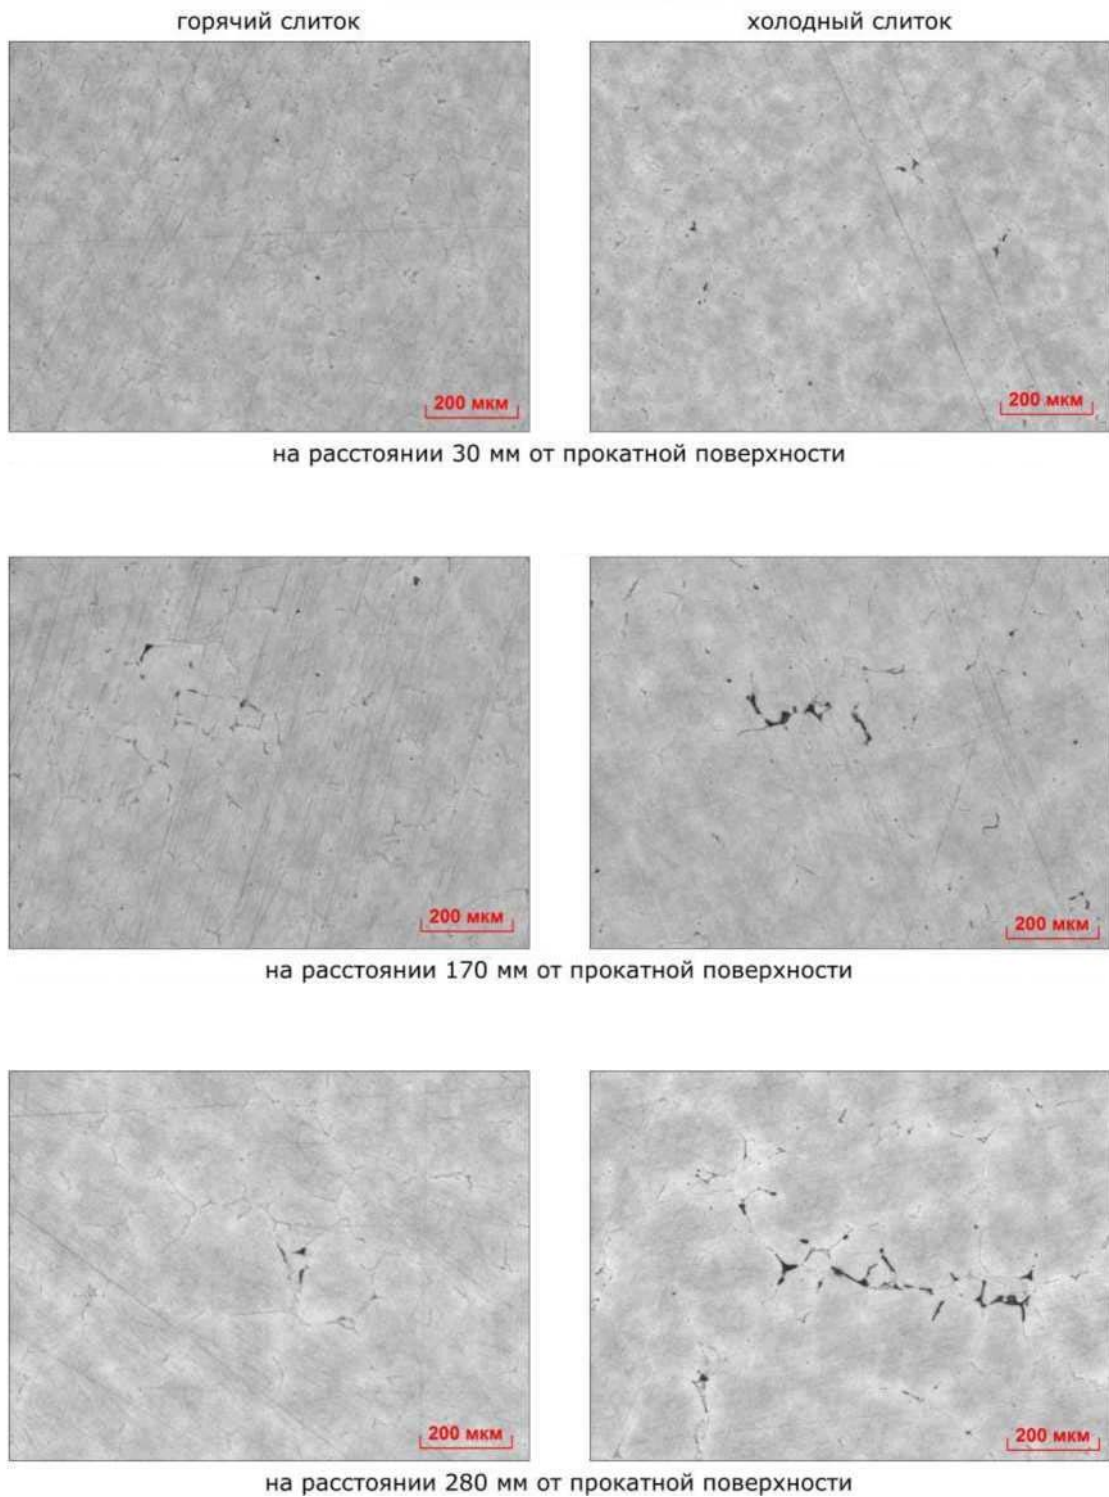 горячий слиток
холодный слиток
200 мкм
200 мкм
на расстоянии 30 мм от прокатной поверхности
200 мкм
200 мкм
на расстоянии 170 мм от прокатной поверхности
200 мкм
200 мкм
на расстоянии 280 мм от прокатной поверхности